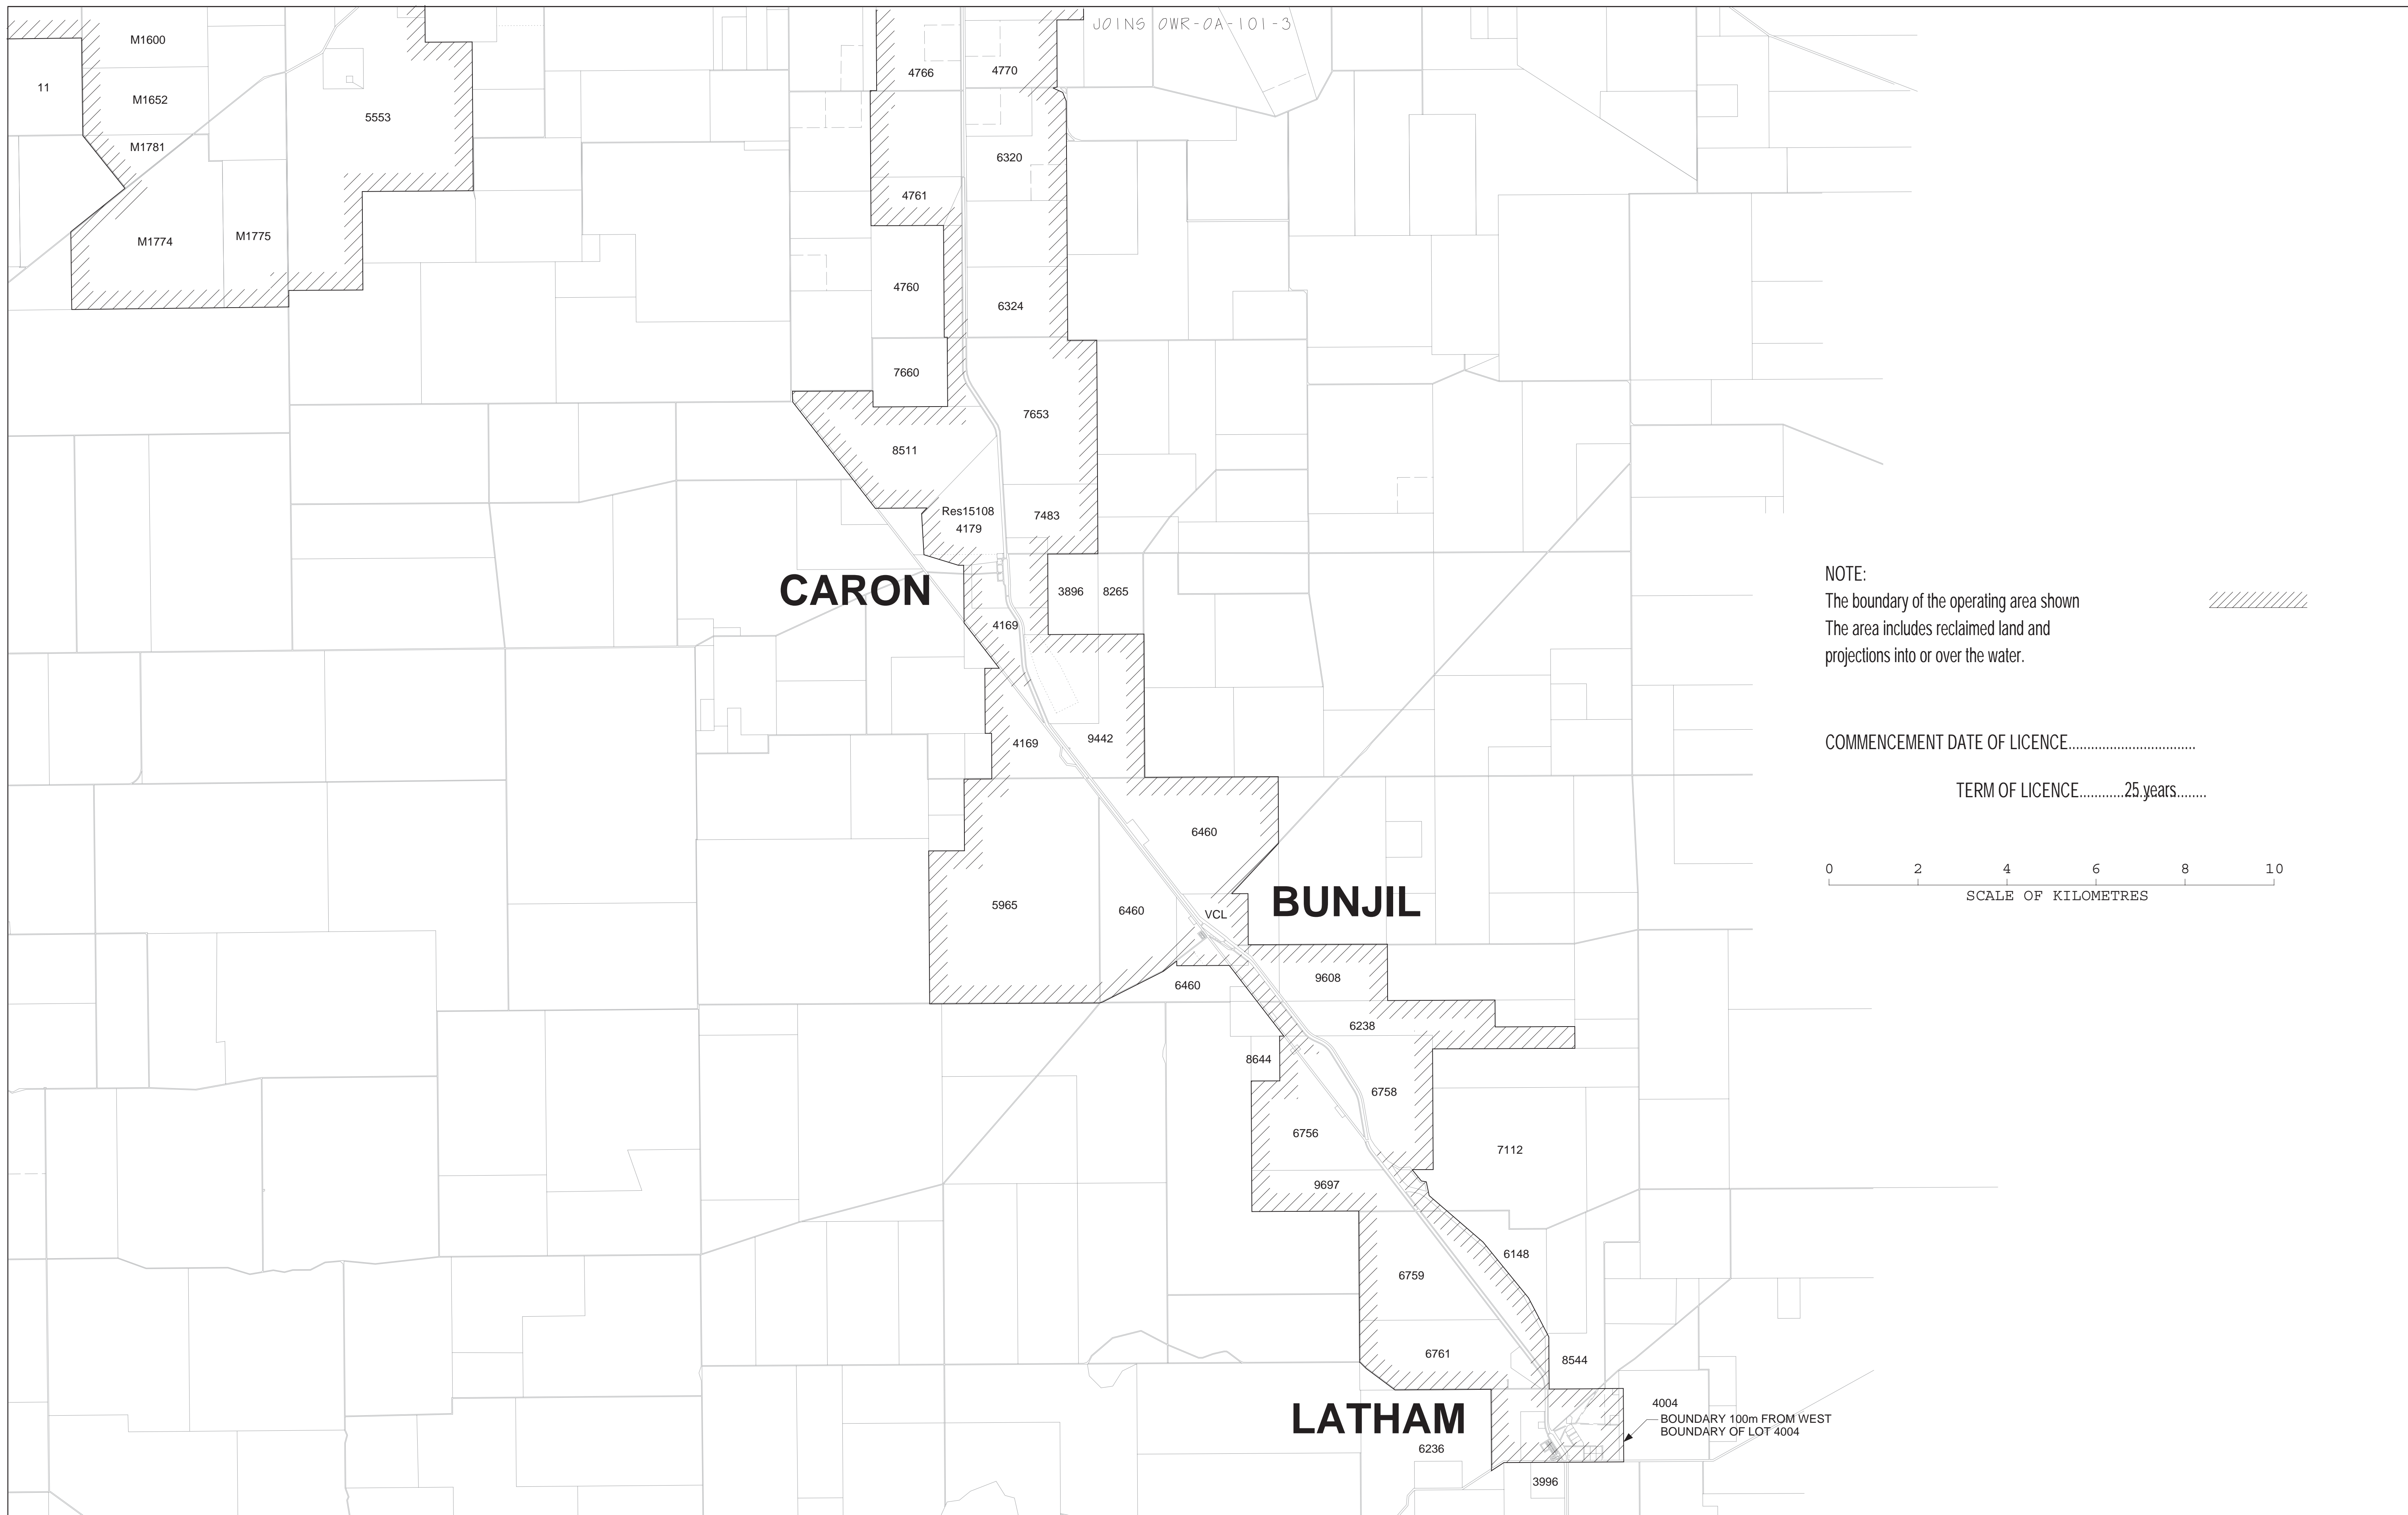 JOINS OWR-OA-101-3
M1600
11
4766
4770
M1652
5553
M1781
6320
4761
M1774
M1775
4760
6324
7660
7653
8511
Res15108
4179
7483
CARON
3896
8265
4169
4169
9442
6460
BUNJIL
5965
6460
VCL
6460
9608
6238
8644
6758
6756
7112
9697
6148
6759
6761
8544
LATHAM
4004
BOUNDARY 100m FROM WEST
BOUNDARY OF LOT 4004
6236
3996
NOTE:
The boundary of the operating area shown
The area includes reclaimed land and
projections into or over the water.
COMMENCEMENT DATE OF LICENCE.................................
TERM OF LICENCE............25 years.........
0 2 4 6 8 10
SCALE OF KILOMETRES